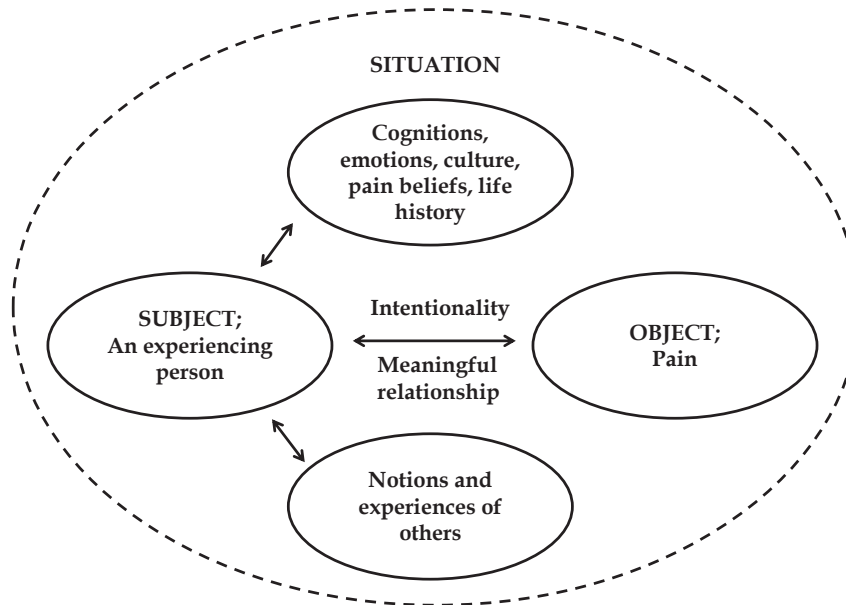 SITUATION
Cognitions,
emotions, culture,
pain beliefs, life
history
SUBJECT;
An experiencing
person
Intentionality
Meaningful
relationship
OBJECT;
Pain
Notions and
experiences of
others